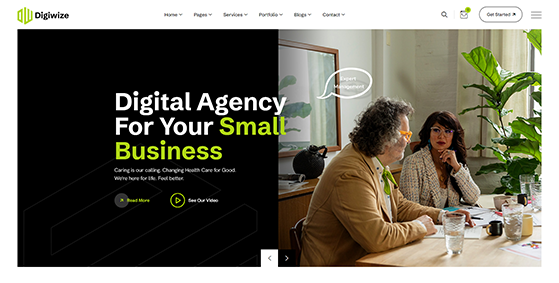 Digiwize
Home Pages Services Portfolio Blogs Contact
Get Started
Expert
Management
Digital Agency
For Your Small
Business
Caring is our calling. Changing Health Care for Good.
We're here for life. Feel better.
Read More
See Our Video